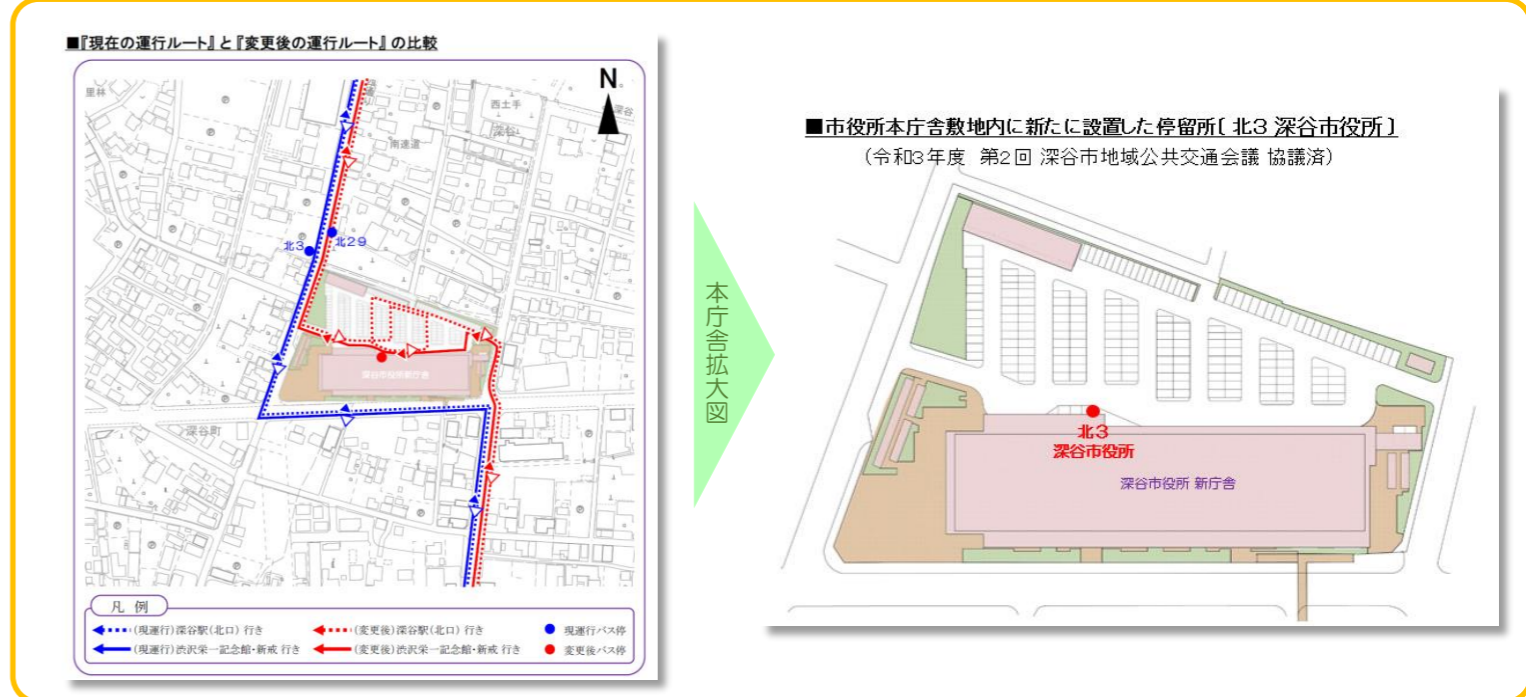 ■『現在の運行ルート』と『変更後の運行ルート』の比較
N
里林
西土手
深谷
深谷
南連道
北3
北29
深谷市役所新庁舎
深谷町
凡 例
(現運行)深谷駅(北口) 行き
(変更後)深谷駅(北口) 行き
現運行バス停
(現運行)渋沢栄一記念館・新戒 行き
(変更後)渋沢栄一記念館・新戒 行き
変更後バス停
本庁舎拡大図
■市役所本庁舎敷地内に新たに設置した停留所[ 北3 深谷市役所 ]
(令和3年度 第2回 深谷市地域公共交通会議 協議済)
北3
深谷市役所
深谷市役所 新庁舎